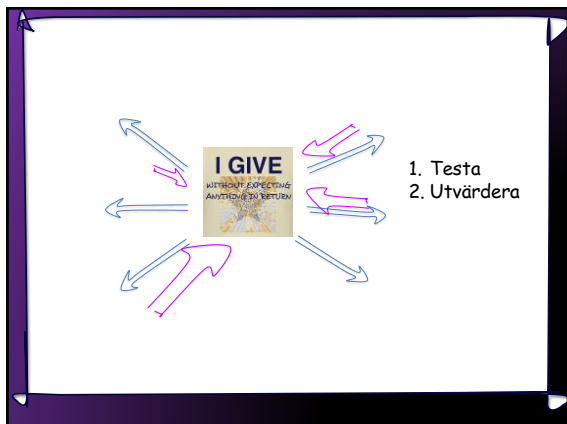 I GIVE
WITHOUT EXPECTING
ANYTHING IN RETURN
1. Testa
2. Utvärdera